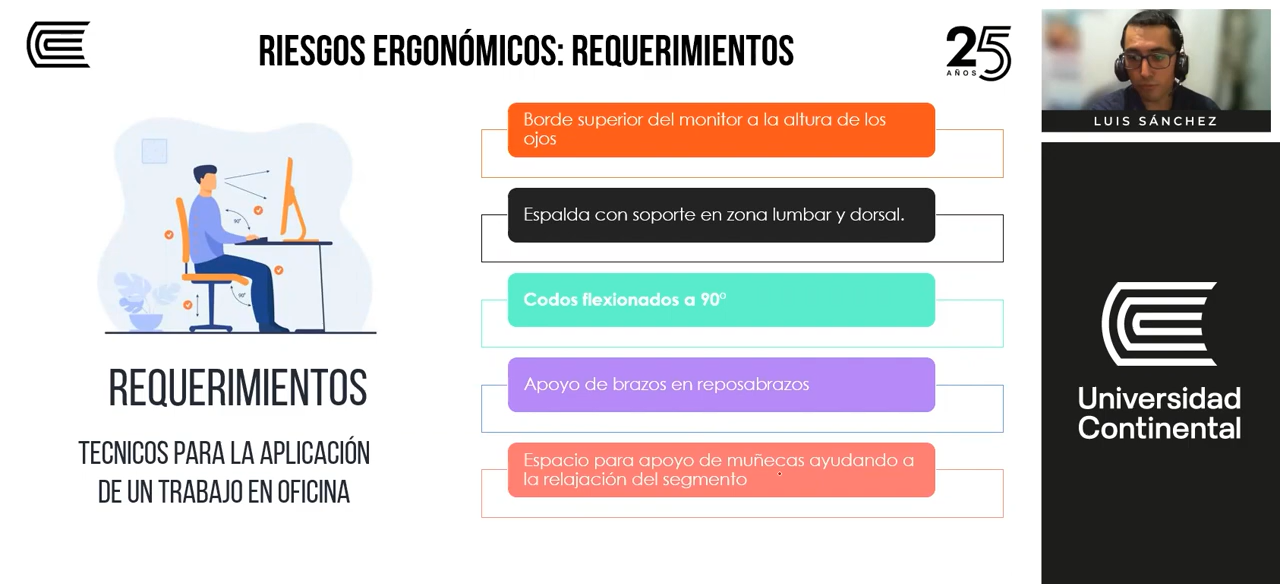 RIESGOS ERGONÓMICOS: REQUERIMIENTOS
25
AÑOS
LUIS SÁNCHEZ
Borde superior del monitor a la altura de los
ojos
Espalda con soporte en zona lumbar y dorsal.
Codos flexionados a 90°
Apoyo de brazos en reposabrazos
Espacio para apoyo de muñecas ayudando a
la relajación del segmento
90°
90°
REQUERIMIENTOS
TECNICOS PARA LA APLICACIÓN
DE UN TRABAJO EN OFICINA
Universidad
Continental